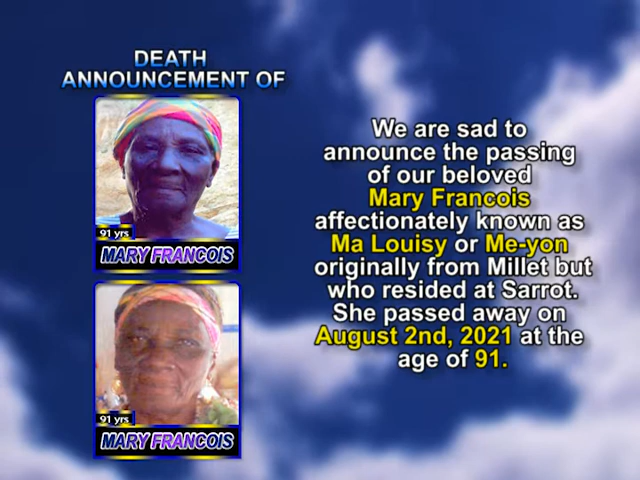 DEATH
ANNOUNCEMENT OF
91 yrs
MARY FRANCOIS
91 yrs
MARY FRANCOIS
We are sad to
announce the passing
of our beloved
Mary Francois
affectionately known as
Ma Louisy or Me-yon
originally from Millet but
who resided at Sarrot.
She passed away on
August 2nd, 2021 at the
age of 91.